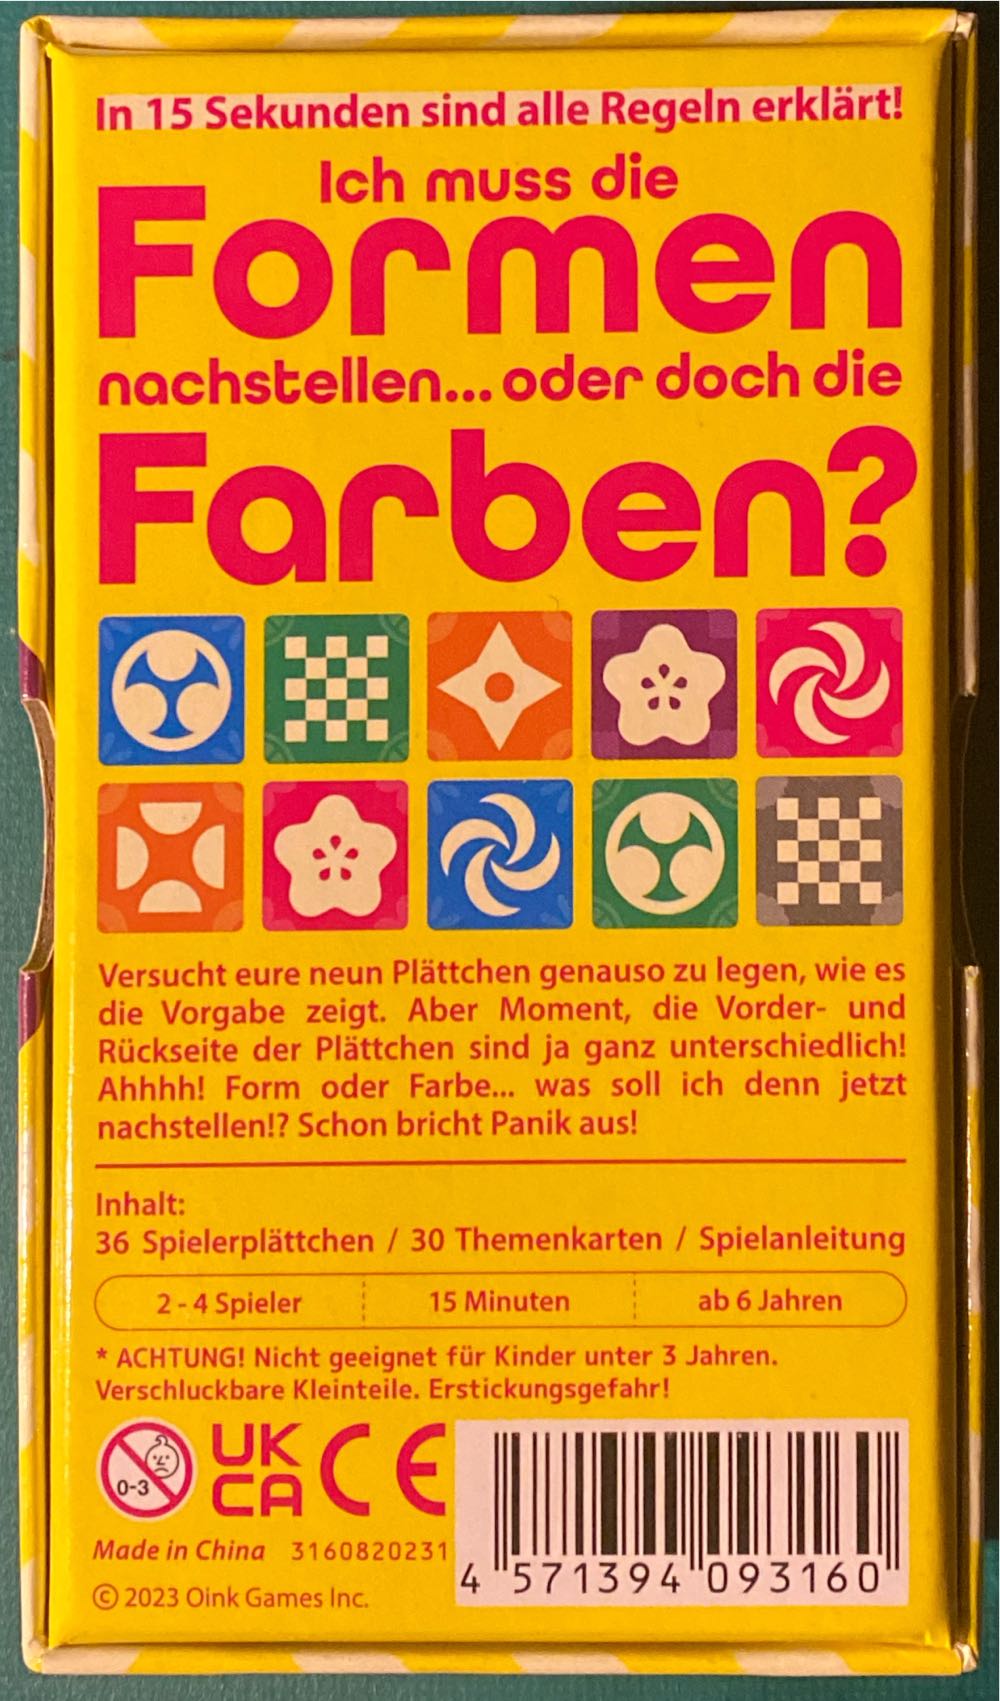 In 15 Sekunden sind alle Regeln erklärt!
Ich muss die
Formen
nachstellen... oder doch die
Farben?
Versucht eure neun Plättchen genauso zu legen, wie es
die Vorgabe zeigt. Aber Moment, die Vorder- und
Rückseite der Plättchen sind ja ganz unterschiedlich!
Ahhhh! Form oder Farbe... was soll ich denn jetzt
nachstellen!? Schon bricht Panik aus!
Inhalt:
36 Spielerplättchen / 30 Themenkarten / Spielanleitung
2 - 4 Spieler
15 Minuten
ab 6 Jahren
* ACHTUNG! Nicht geeignet für Kinder unter 3 Jahren.
Verschluckbare Kleinteile. Erstickungsgefahr!
0-3
UK
CA
CE
Made in China 3160820231
© 2023 Oink Games Inc.
4 571394 093160